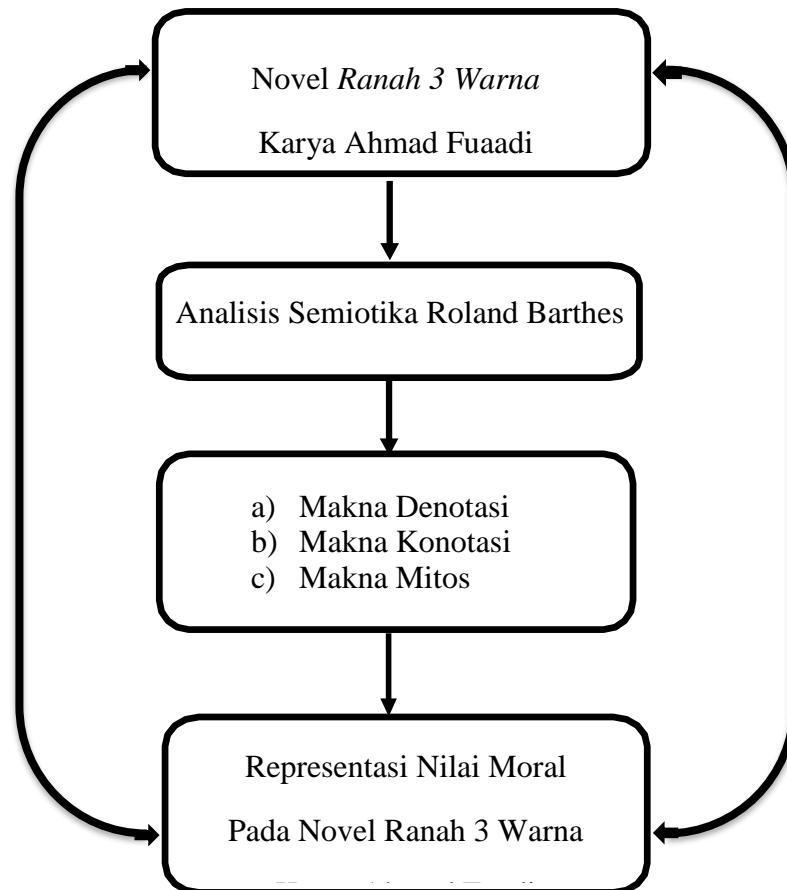 Novel Ranah 3 Warna
Karya Ahmad Fuaadi
Analisis Semiotika Roland Barthes
a) Makna Denotasi
b) Makna Konotasi
c) Makna Mitos
Representasi Nilai Moral
Pada Novel Ranah 3 Warna